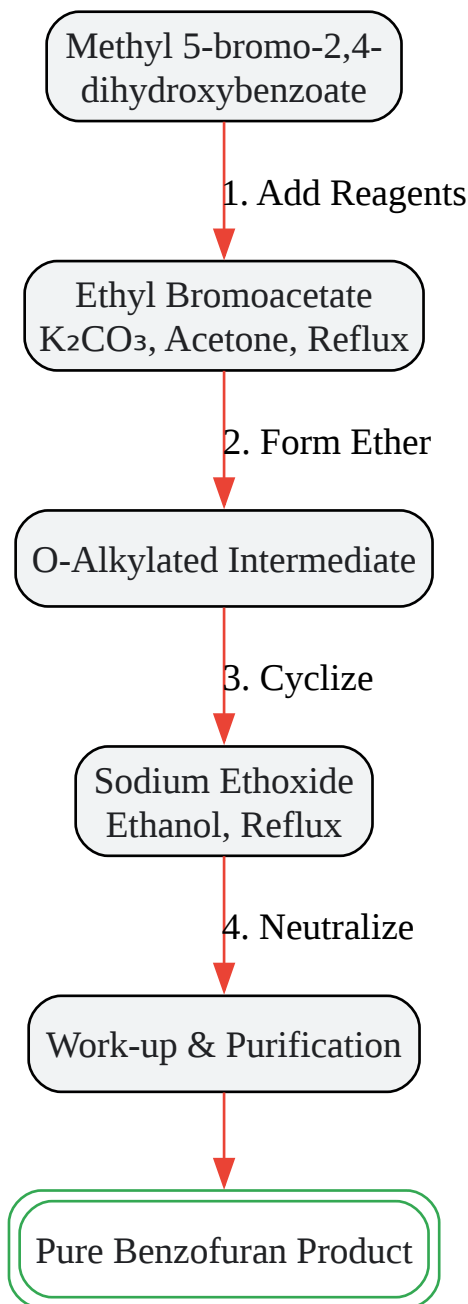 Methyl 5-bromo-2,4-
dihydroxybenzoate
1. Add Reagents
Ethyl Bromoacetate
K₂CO₃, Acetone, Reflux
2. Form Ether
O-Alkylated Intermediate
3. Cyclize
Sodium Ethoxide
Ethanol, Reflux
4. Neutralize
Work-up & Purification
Pure Benzofuran Product